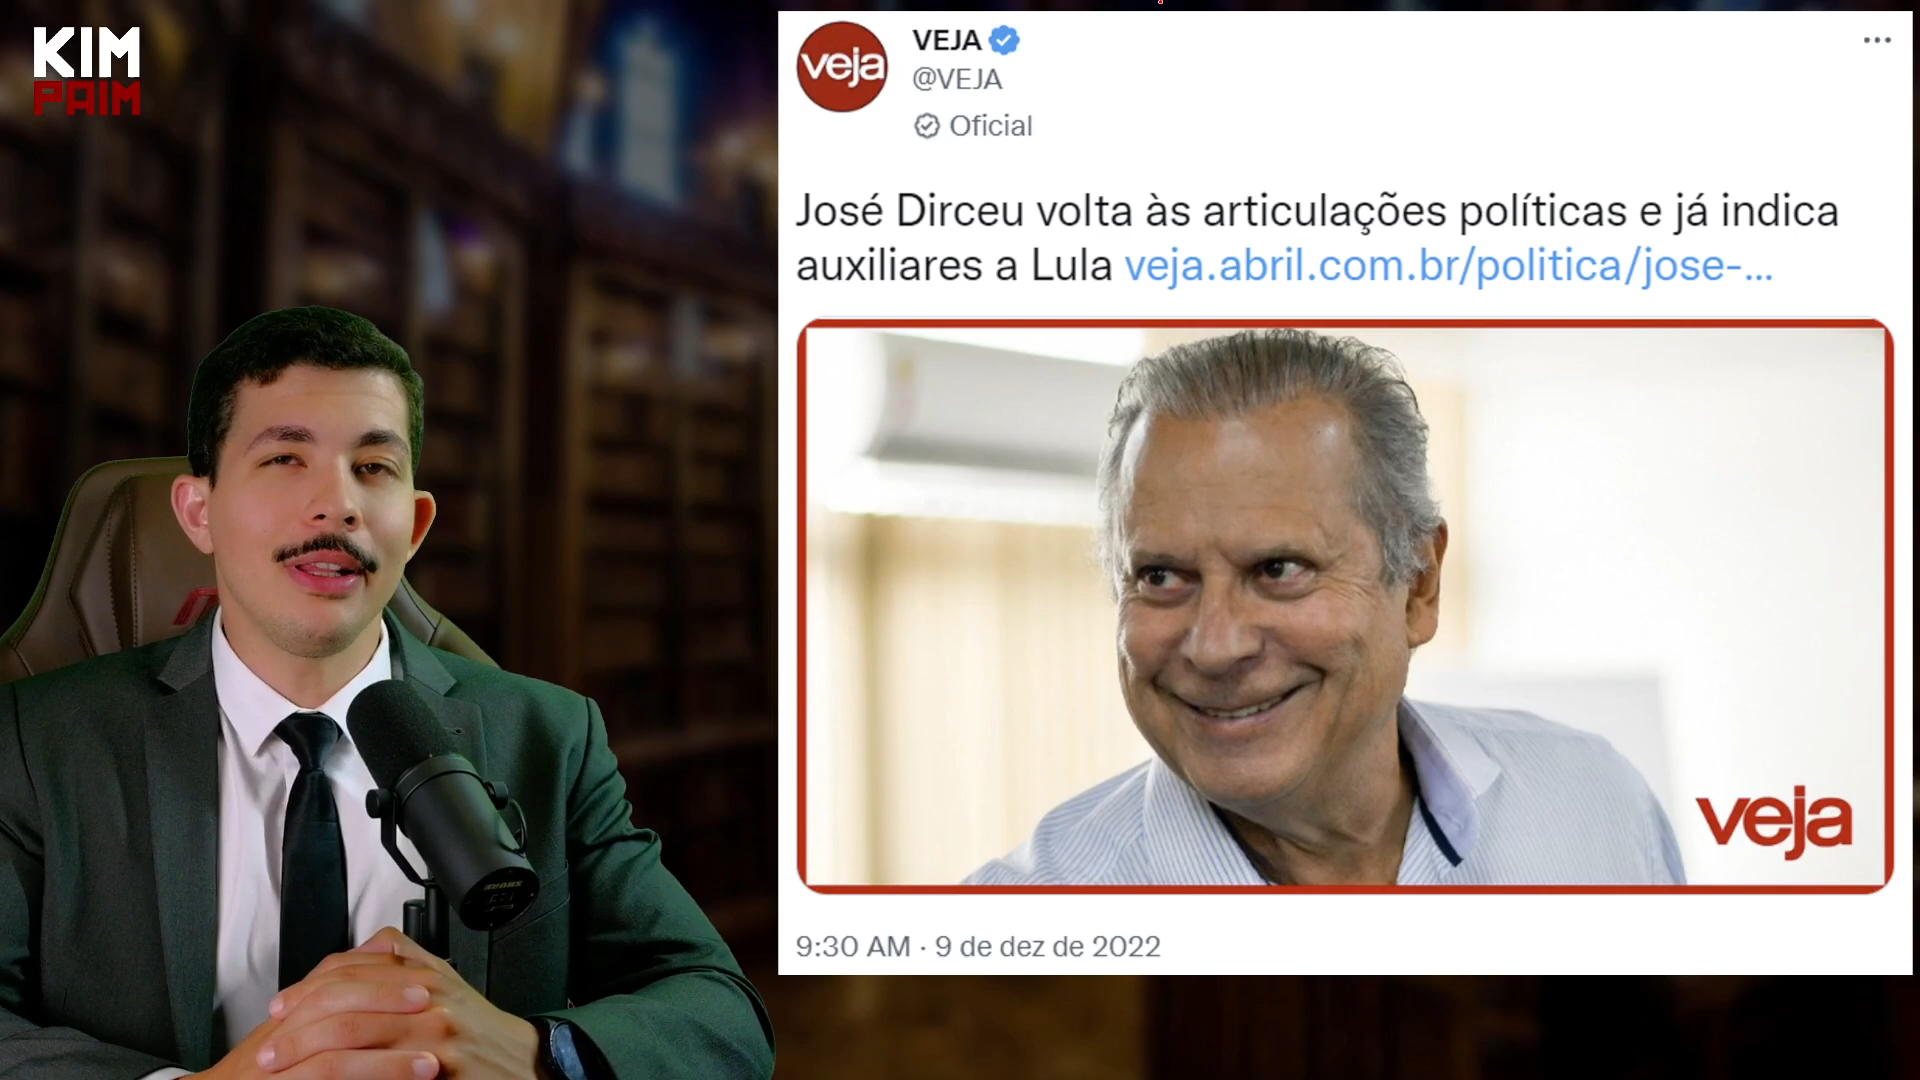 KIM
PAIM
veja
VEJA
@VEJA
Oficial
José Dirceu volta às articulações políticas e já indica
auxiliares a Lula veja.abril.com.br/politica/jose-...
veja
9:30 AM · 9 de dez de 2022
SHURE